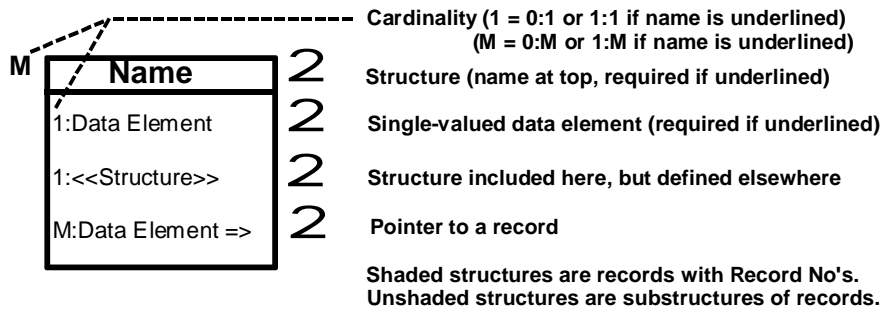 Cardinality (1 = 0:1 or 1:1 if name is underlined)
(M = 0:M or 1:M if name is underlined)
M
Name
2
Structure (name at top, required if underlined)
1:Data Element
2
Single-valued data element (required if underlined)
1:<<Structure>>
2
Structure included here, but defined elsewhere
M:Data Element =>
2
Pointer to a record
Shaded structures are records with Record No's.
Unshaded structures are substructures of records.